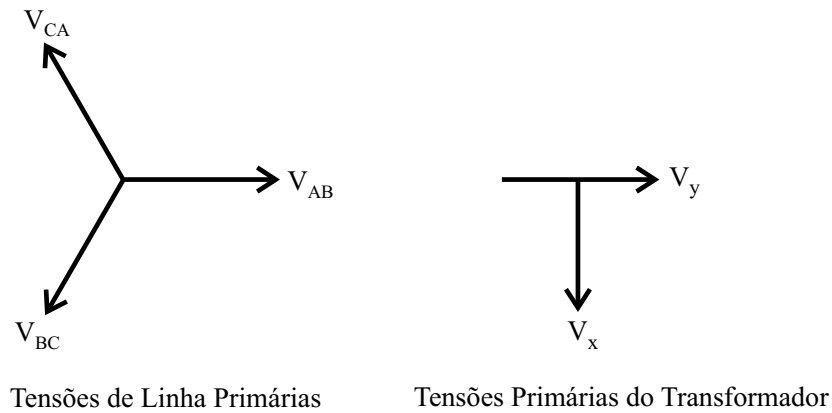 V_CA
V_AB
V_BC
V_y
V_x
Tensões de Linha Primárias
Tensões Primárias do Transformador